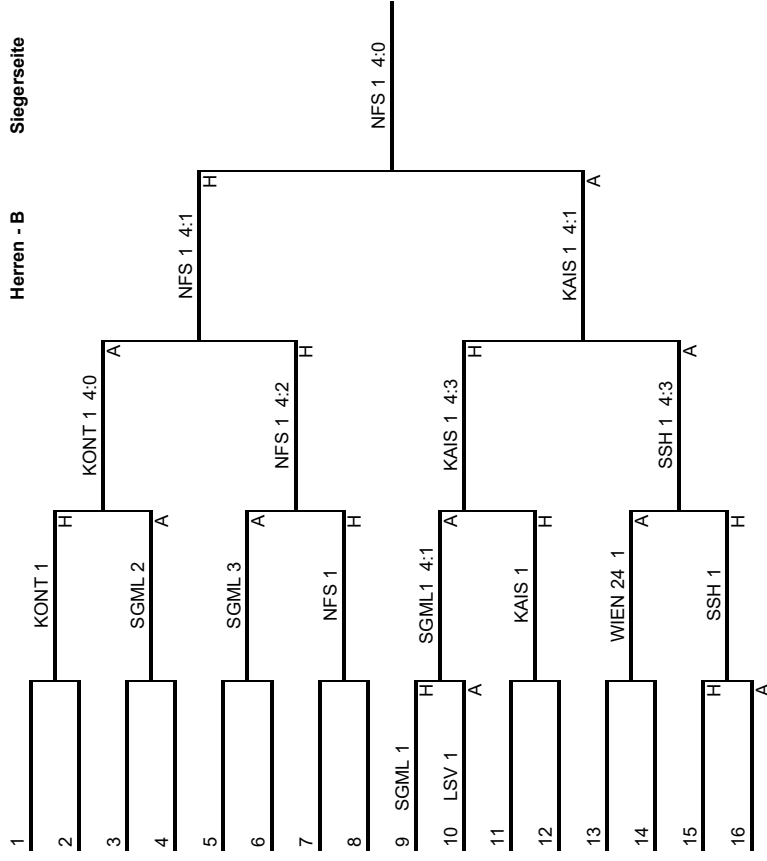 Herren - B Siegerseite
1
2
3
4
5
6
7
8
9 SGML 1
10 LSV 1
11
12
13
14
15
16
H
A
H
A
KONT 1
SGML 2
SGML 3
NFS 1
SGML1 4:1
KAIS 1
WIEN 24 1
SSH 1
H
A
A
H
A
H
A
H
KONT 1 4:0
NFS 1 4:2
KAIS 1 4:3
SSH 1 4:3
A
H
H
A
NFS 1 4:1
KAIS 1 4:1
H
A
NFS 1 4:0